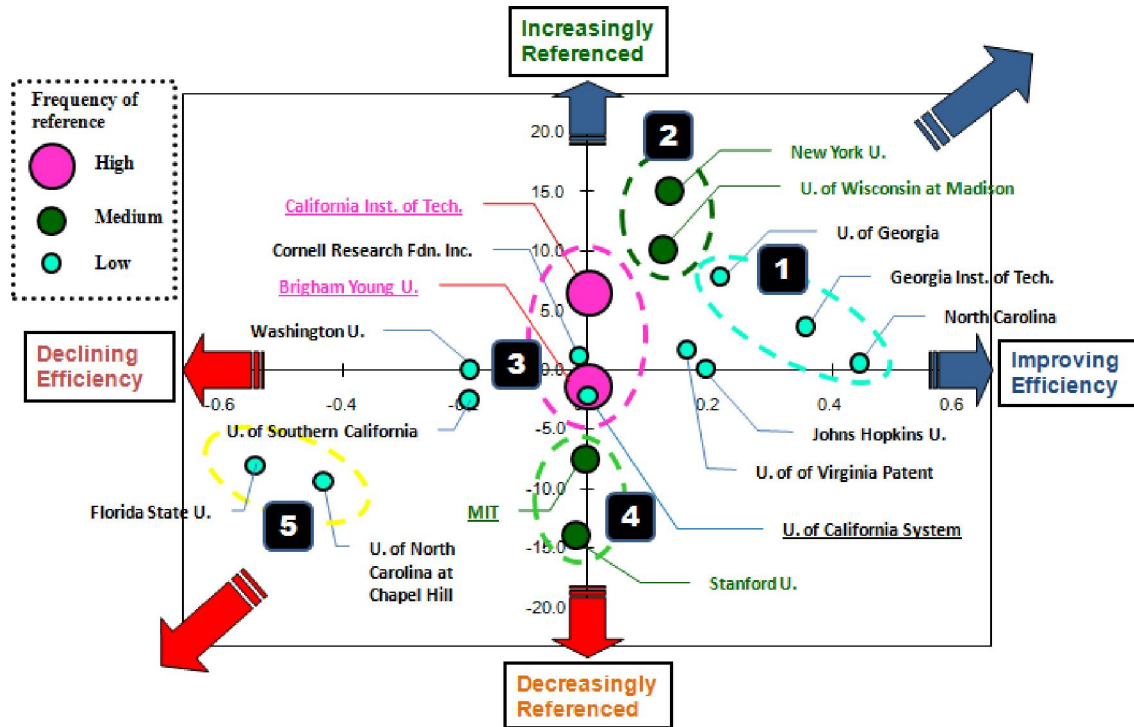 Increasingly
Referenced
Frequency of
reference
High
Medium
Low
20.0
2
New York U.
15.0
U. of Wisconsin at Madison
California Inst. of Tech.
10.0
Cornell Research Fdn. Inc.
U. of Georgia
1
Brigham Young U.
Georgia Inst. of Tech.
5.0
Washington U.
North Carolina
Declining
Efficiency
3
0.0
Improving
Efficiency
-0.6
-0.4
-0.2
0.2
0.4
0.6
U. of Southern California
-5.0
Johns Hopkins U.
U. of of Virginia Patent
Florida State U.
5
-10.0
MIT
4
U. of California System
U. of North
Carolina at
Chapel Hill
-15.0
Stanford U.
-20.0
Decreasingly
Referenced